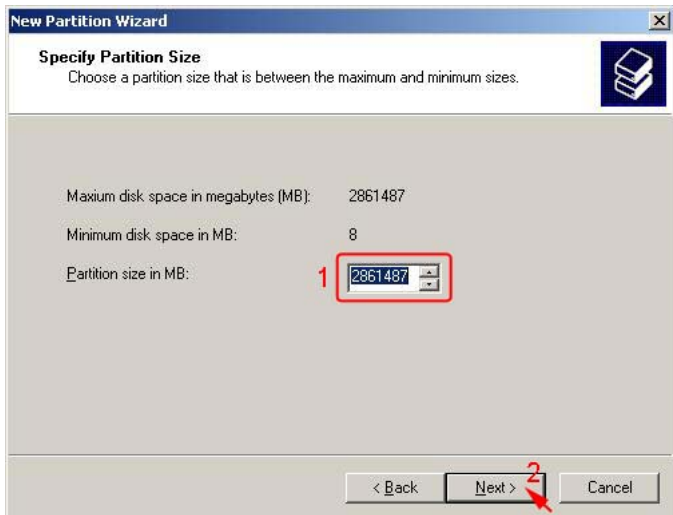 New Partition Wizard
Specify Partition Size
Choose a partition size that is between the maximum and minimum sizes.
Maxium disk space in megabytes (MB): 2861487
Minimum disk space in MB: 8
Partition size in MB: 1 2861487
< Back Next > 2 Cancel